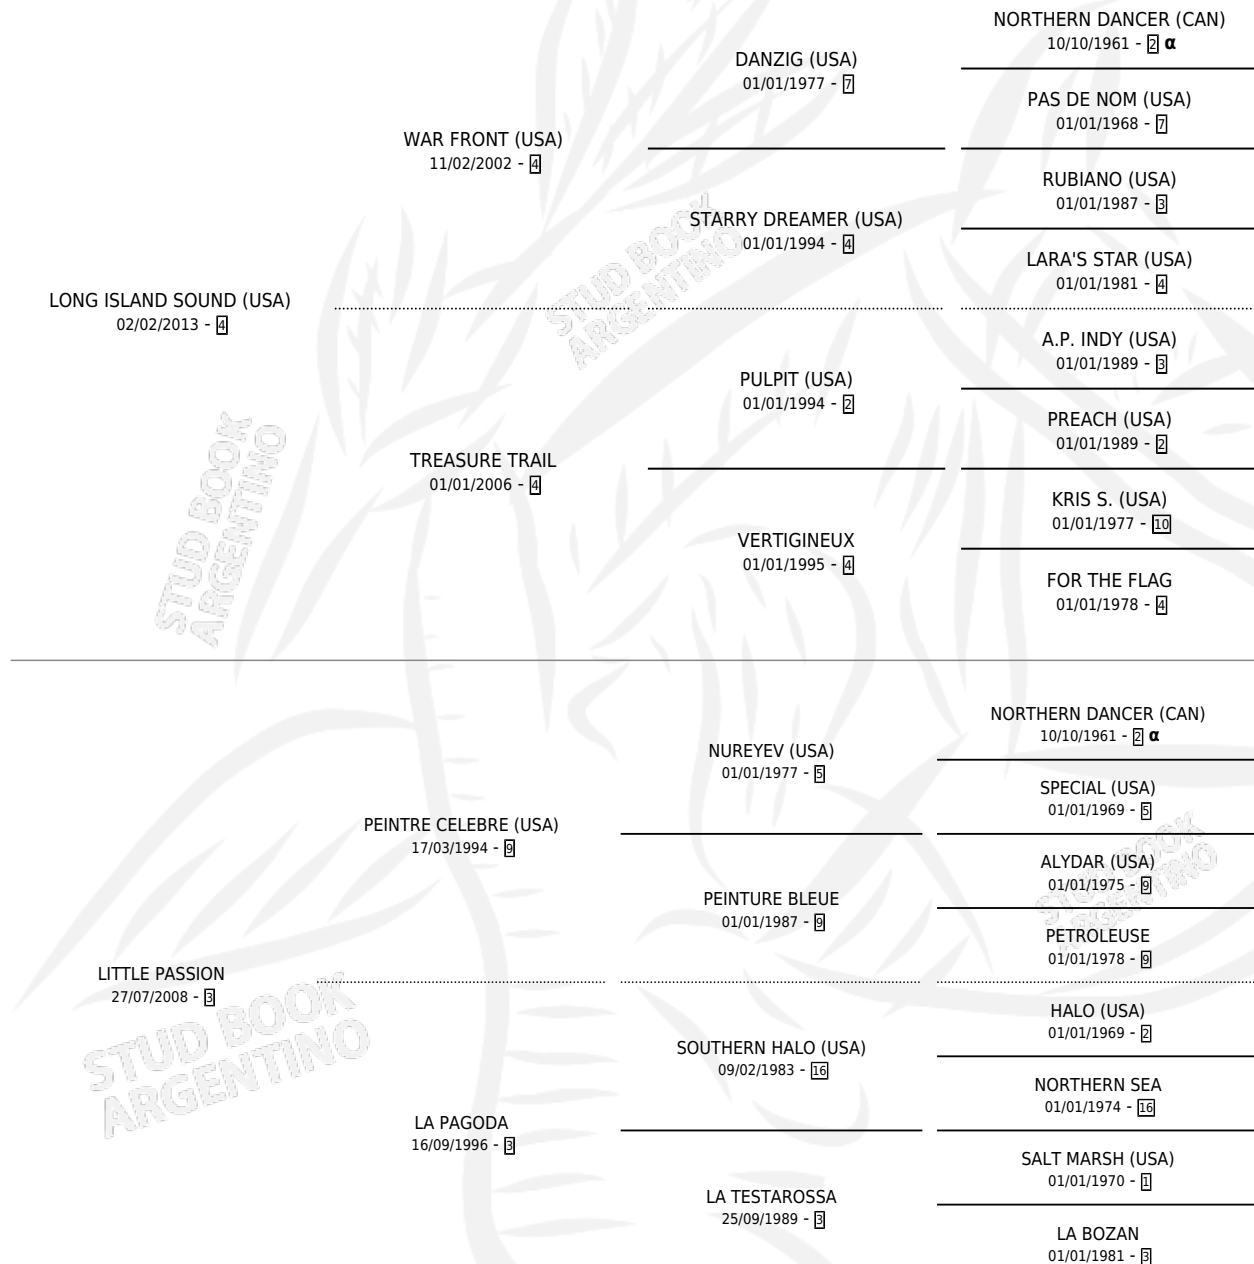 NORTHERN DANCER (CAN)
10/10/1961 - 2 α
DANZIG (USA)
01/01/1977 - 7
PAS DE NOM (USA)
01/01/1968 - 7
WAR FRONT (USA)
11/02/2002 - 4
RUBIANO (USA)
01/01/1987 - 3
STARRY DREAMER (USA)
01/01/1994 - 4
LARA'S STAR (USA)
01/01/1981 - 4
LONG ISLAND SOUND (USA)
02/02/2013 - 4
A.P. INDY (USA)
01/01/1989 - 3
PULPIT (USA)
01/01/1994 - 2
PREACH (USA)
01/01/1989 - 2
TREASURE TRAIL
01/01/2006 - 4
KRIS S. (USA)
01/01/1977 - 10
VERTIGINEUX
01/01/1995 - 4
FOR THE FLAG
01/01/1978 - 4
NORTHERN DANCER (CAN)
10/10/1961 - 2 α
NUREYEV (USA)
01/01/1977 - 5
SPECIAL (USA)
01/01/1969 - 5
PEINTRE CELEBRE (USA)
17/03/1994 - 9
ALYDAR (USA)
01/01/1975 - 9
PEINTURE BLEUE
01/01/1987 - 9
PETROLEUSE
01/01/1978 - 9
LITTLE PASSION
27/07/2008 - 3
HALO (USA)
01/01/1969 - 2
SOUTHERN HALO (USA)
09/02/1983 - 16
NORTHERN SEA
01/01/1974 - 16
LA PAGODA
16/09/1996 - 3
SALT MARSH (USA)
01/01/1970 - 1
LA TESTAROSSA
25/09/1989 - 3
LA BOZAN
01/01/1981 - 3
STUD BOOK
ARGENTINO
STUD BOOK
ARGENTINO
STUD BOOK
ARGENTINO
STUD BOOK
ARGENTINO